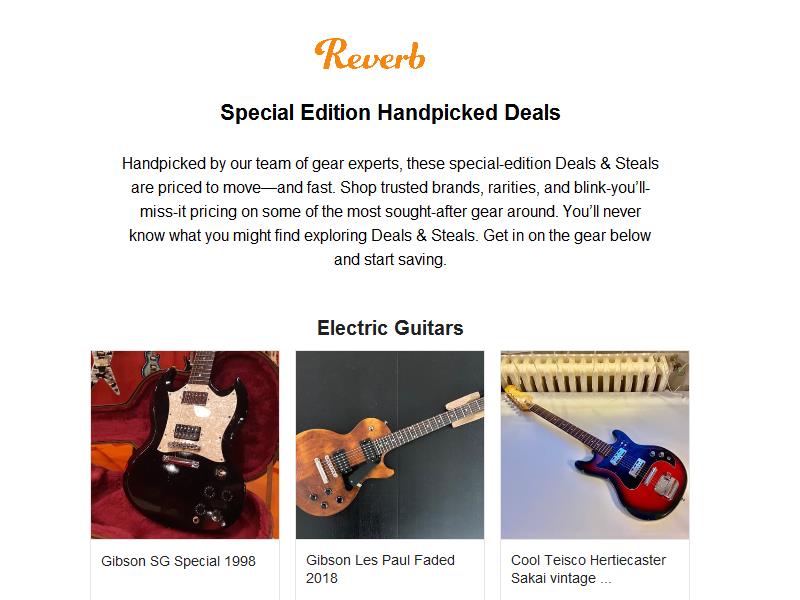 Reverb
Special Edition Handpicked Deals
Handpicked by our team of gear experts, these special-edition Deals & Steals
are priced to move—and fast. Shop trusted brands, rarities, and blink-you’ll-
miss-it pricing on some of the most sought-after gear around. You’ll never
know what you might find exploring Deals & Steals. Get in on the gear below
and start saving.
Electric Guitars
Gibson SG Special 1998
Gibson Les Paul Faded
2018
Cool Teisco Hertiecaster
Sakai vintage ...